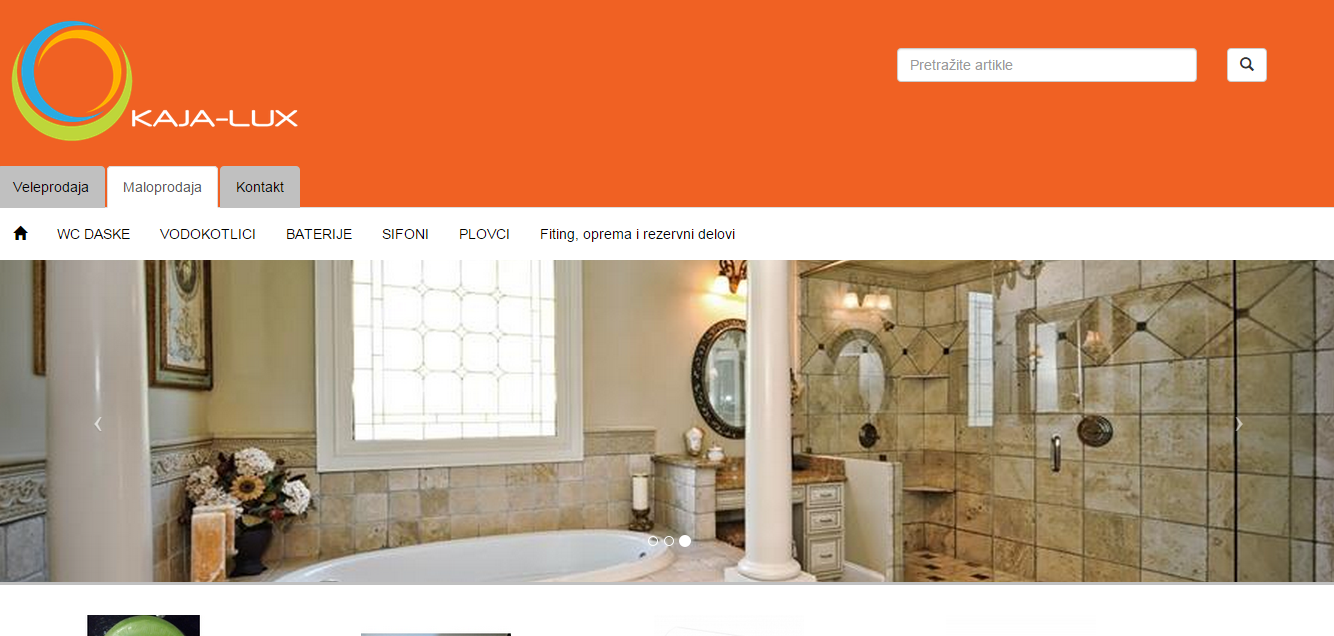 KAJA-LUX
Pretražite artikle
Veleprodaja Maloprodaja Kontakt
WC DASKE VODOKOTLICI BATERIJE SIFONI PLOVCI Fiting, oprema i rezervni delovi